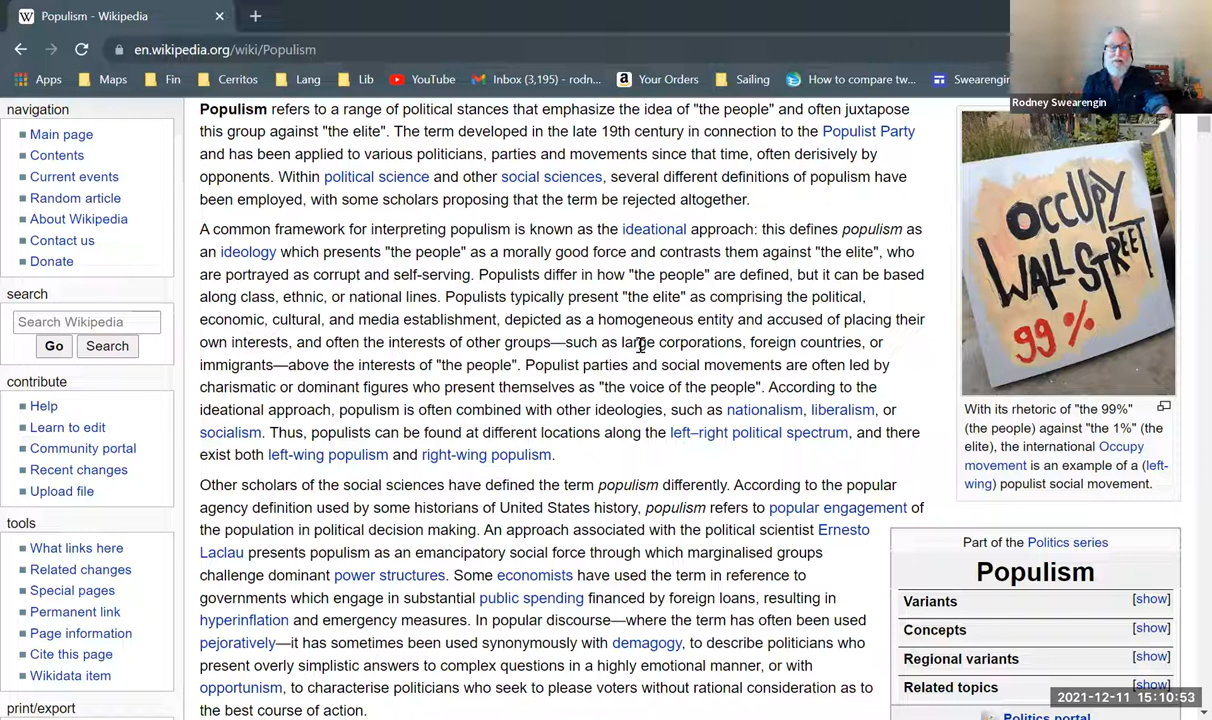 Populism - Wikipedia
en.wikipedia.org/wiki/Populism
Apps Maps Fin Cerritos Lang Lib YouTube Inbox (3,195) - rodn... Your Orders Sailing How to compare tw... Swearengin
Rodney Swearengin
navigation
Main page
Contents
Current events
Random article
About Wikipedia
Contact us
Donate
search
Search Wikipedia
Go Search
contribute
Help
Learn to edit
Community portal
Recent changes
Upload file
tools
What links here
Related changes
Special pages
Permanent link
Page information
Cite this page
Wikidata item
print/export
Populism refers to a range of political stances that emphasize the idea of "the people" and often juxtapose
this group against "the elite". The term developed in the late 19th century in connection to the Populist Party
and has been applied to various politicians, parties and movements since that time, often derisively by
opponents. Within political science and other social sciences, several different definitions of populism have
been employed, with some scholars proposing that the term be rejected altogether.
A common framework for interpreting populism is known as the ideational approach: this defines populism as
an ideology which presents "the people" as a morally good force and contrasts them against "the elite", who
are portrayed as corrupt and self-serving. Populists differ in how "the people" are defined, but it can be based
along class, ethnic, or national lines. Populists typically present "the elite" as comprising the political,
economic, cultural, and media establishment, depicted as a homogeneous entity and accused of placing their
own interests, and often the interests of other groups—such as large corporations, foreign countries, or
immigrants—above the interests of "the people". Populist parties and social movements are often led by
charismatic or dominant figures who present themselves as "the voice of the people". According to the
ideational approach, populism is often combined with other ideologies, such as nationalism, liberalism, or
socialism. Thus, populists can be found at different locations along the left–right political spectrum, and there
exist both left-wing populism and right-wing populism.
Other scholars of the social sciences have defined the term populism differently. According to the popular
agency definition used by some historians of United States history, populism refers to popular engagement of
the population in political decision making. An approach associated with the political scientist Ernesto
Laclau presents populism as an emancipatory social force through which marginalised groups
challenge dominant power structures. Some economists have used the term in reference to
governments which engage in substantial public spending financed by foreign loans, resulting in
hyperinflation and emergency measures. In popular discourse—where the term has often been used
pejoratively—it has sometimes been used synonymously with demagogy, to describe politicians who
present overly simplistic answers to complex questions in a highly emotional manner, or with
opportunism, to characterise politicians who seek to please voters without rational consideration as to
the best course of action.
OCCUPY
WALL STREET
99%
With its rhetoric of "the 99%"
(the people) against "the 1%" (the
elite), the international Occupy
movement is an example of a (left-
wing) populist social movement.
Part of the Politics series
Populism
Variants [show]
Concepts [show]
Regional variants [show]
Related topics [show]
Politics portal
2021-12-11 15:10:53